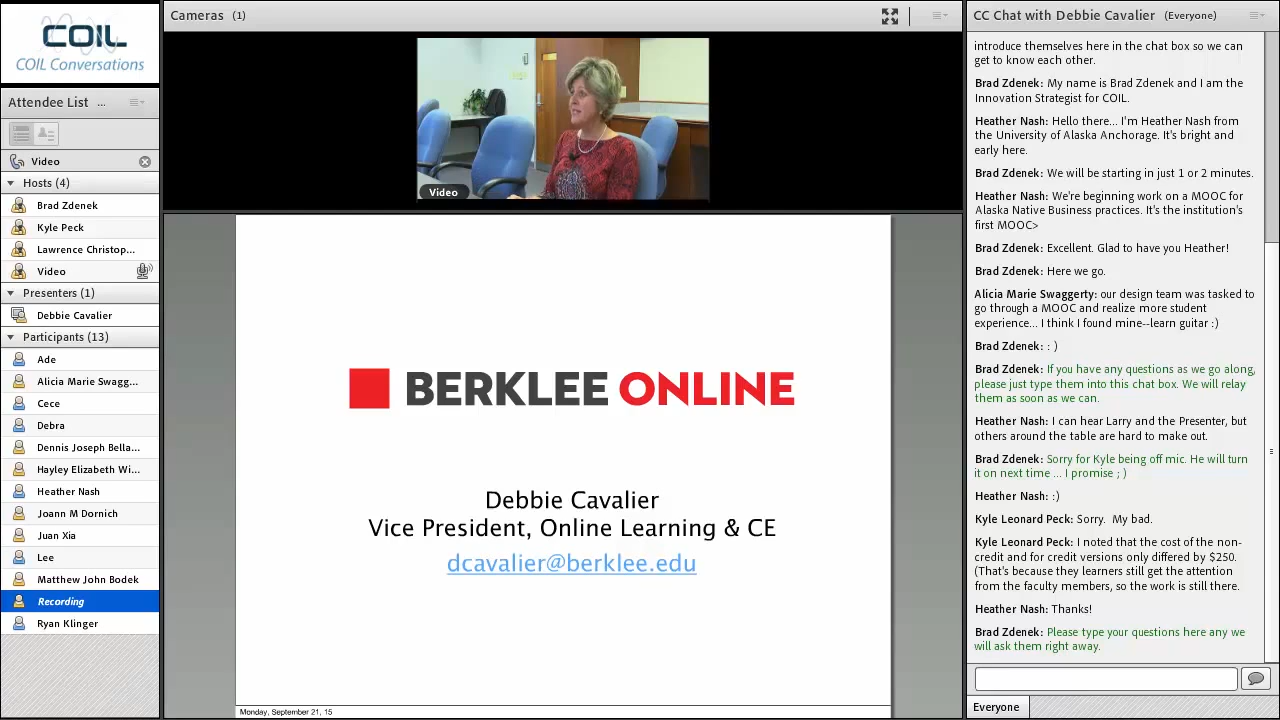 COIL
COIL Conversations
Attendee List ...
Video
Hosts (4)
Brad Zdenek
Kyle Peck
Lawrence Christop...
Video
Presenters (1)
Debbie Cavalier
Participants (13)
Ade
Alicia Marie Swagg...
Cece
Debra
Dennis Joseph Bella...
Hayley Elizabeth Wi...
Heather Nash
Joann M Dornich
Juan Xia
Lee
Matthew John Bodek
Recording
Ryan Klinger
Cameras (1)
Video
BERKLEE ONLINE
Debbie Cavalier
Vice President, Online Learning & CE
dcavalier@berklee.edu
Monday, September 21, 15
CC Chat with Debbie Cavalier (Everyone)
introduce themselves here in the chat box so we can
get to know each other.
Brad Zdenek: My name is Brad Zdenek and I am the
Innovation Strategist for COIL.
Heather Nash: Hello there... I'm Heather Nash from
the University of Alaska Anchorage. It's bright and
early here.
Brad Zdenek: We will be starting in just 1 or 2 minutes.
Heather Nash: We're beginning work on a MOOC for
Alaska Native Business practices. It's the institution's
first MOOC>
Brad Zdenek: Excellent. Glad to have you Heather!
Brad Zdenek: Here we go.
Alicia Marie Swaggerty: our design team was tasked to
go through a MOOC and realize more student
experience... I think I found mine--learn guitar :)
Brad Zdenek: : )
Brad Zdenek: If you have any questions as we go along,
please just type them into this chat box. We will relay
them as soon as we can.
Heather Nash: I can hear Larry and the Presenter, but
others around the table are hard to make out.
Brad Zdenek: Sorry for Kyle being off mic. He will turn
it on next time ... I promise ; )
Heather Nash: :)
Kyle Leonard Peck: Sorry. My bad.
Kyle Leonard Peck: I noted that the cost of the non-
credit and for credit versions only differed by $250.
(That's because they learners still get the attention
from the faculty members, so the work is still there.
Heather Nash: Thanks!
Brad Zdenek: Please type your questions here any we
will ask them right away.
Everyone